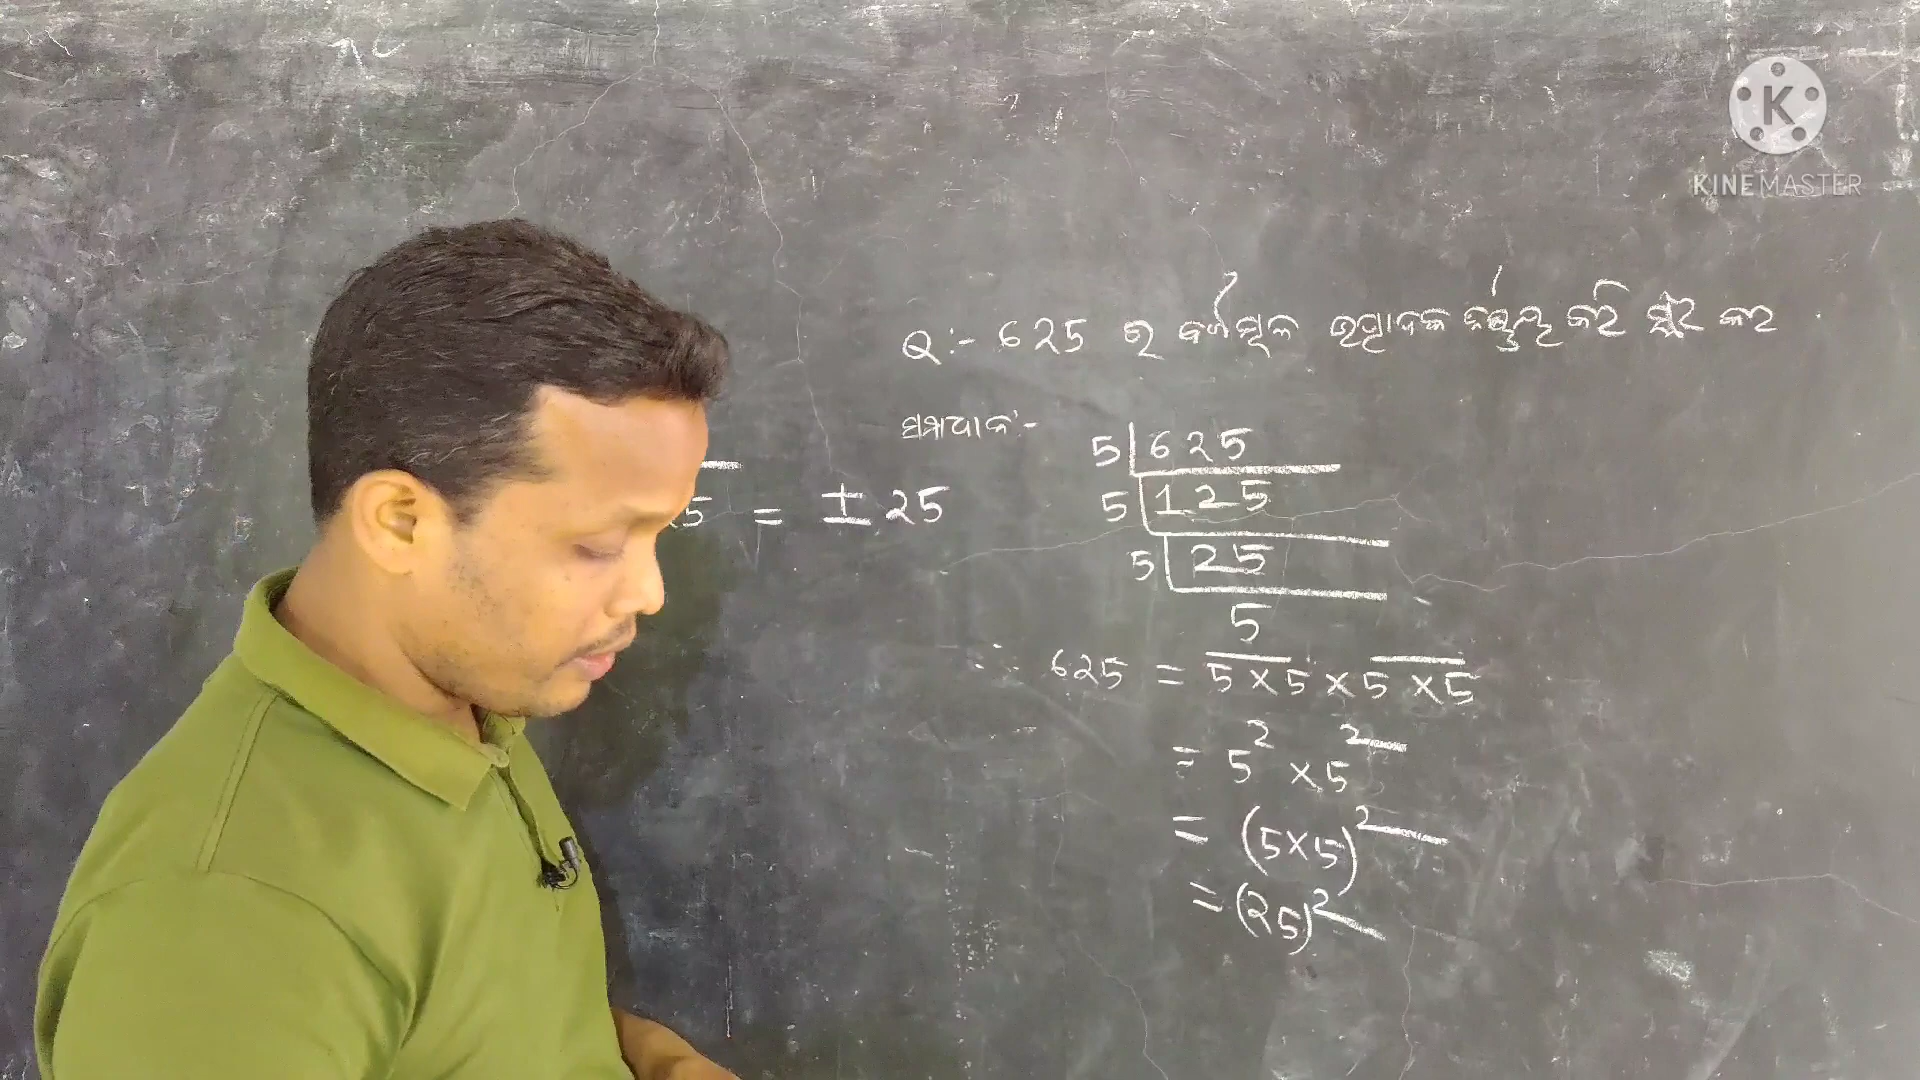 KINEMASTER
Q:- 625 ର ବର୍ଗମୂଳ ଉତ୍ପାଦକ କରି ସ୍ଥିର କର
ସମାଧାନ:-
5 | 625
5 | 125
5 | 25
5
∴ 625 = 5 × 5 × 5 × 5
= 5² × 5²
= (5×5)²
= (25)²
5 = ± 25